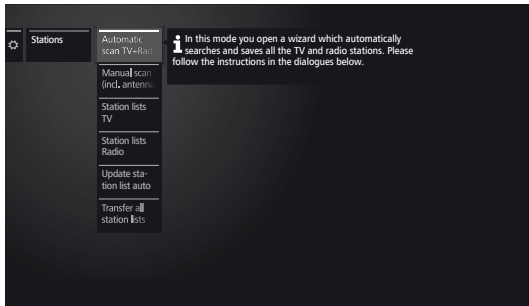 Stations
Automatic
scan TV+Rad
Manual scan
(incl. antenna
Station lists
TV
Station lists
Radio
Update sta-
tion list auto
Transfer all
station lists
In this mode you open a wizard which automatically
searches and saves all the TV and radio stations. Please
follow the instructions in the dialogues below.